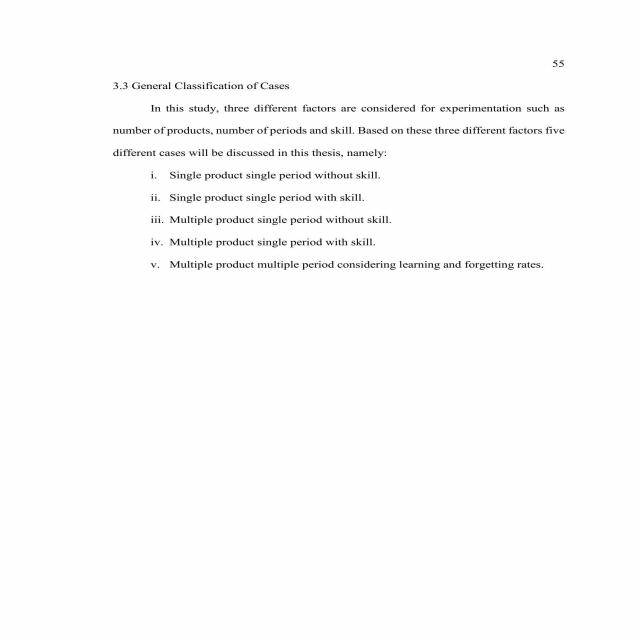 55
3.3 General Classification of Cases
In this study, three different factors are considered for experimentation such as
number of products, number of periods and skill. Based on these three different factors five
different cases will be discussed in this thesis, namely:
i. Single product single period without skill.
ii. Single product single period with skill.
iii. Multiple product single period without skill.
iv. Multiple product single period with skill.
v. Multiple product multiple period considering learning and forgetting rates.